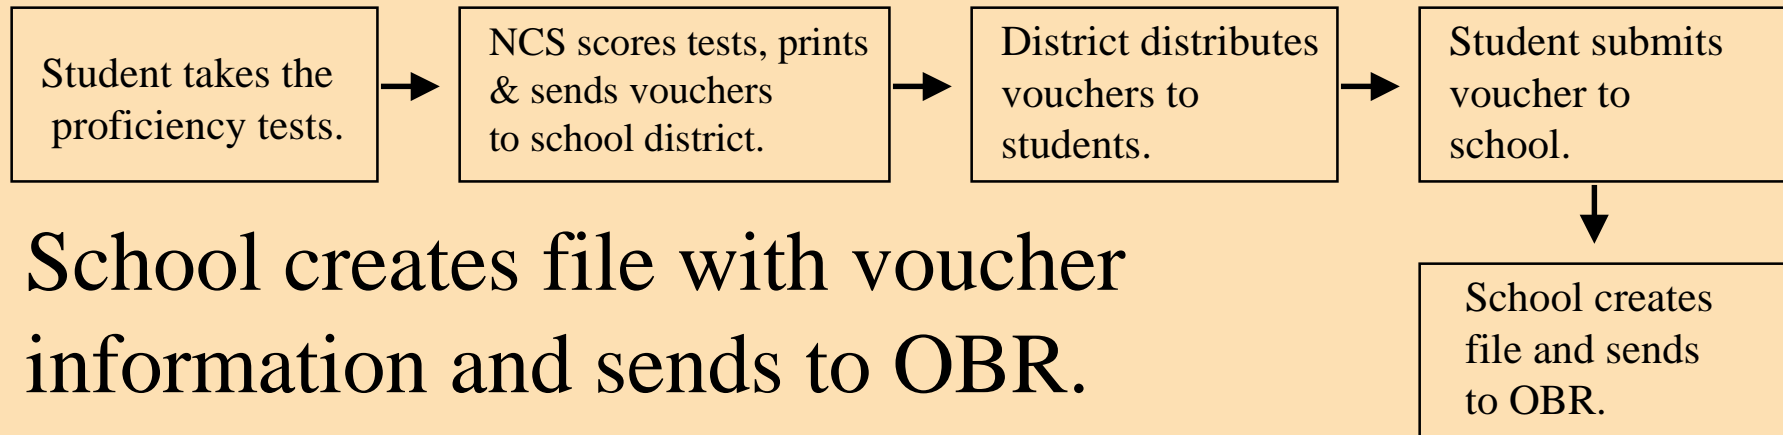 Student takes the
proficiency tests.
NCS scores tests, prints
& sends vouchers
to school district.
District distributes
vouchers to
students.
Student submits
voucher to
school.
School creates file with voucher
information and sends to OBR.
School creates
file and sends
to OBR.